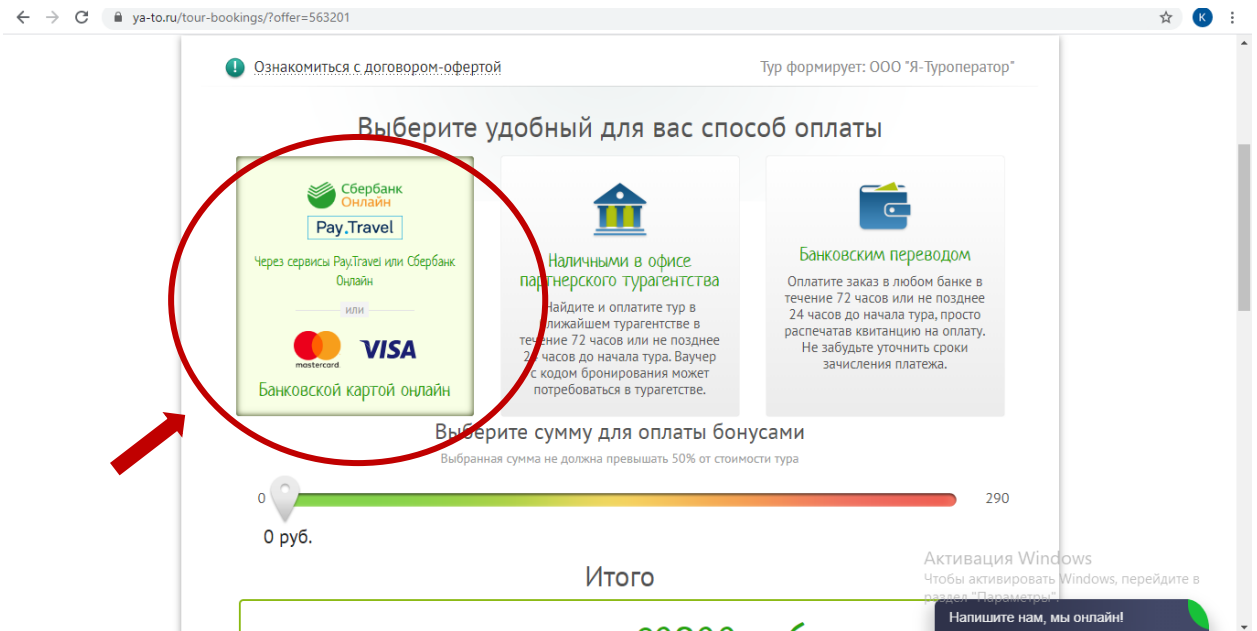 ya-to.ru/tour-bookings/?offer=563201
K
Ознакомиться с договором-офертой
Тур формирует: ООО "Я-Туроператор"
Выберите удобный для вас способ оплаты
Сбербанк
Онлайн
Pay.Travel
Через сервисы Pay.Travel или Сбербанк
Онлайн
или
mastercard
VISA
Банковской картой онлайн
Наличными в офисе
партнерского турагентства
Найдите и оплатите тур в
ближайшем турагентстве в
течение 72 часов или не позднее
24 часов до начала тура. Ваучер
с кодом бронирования может
потребоваться в турагетстве.
Банковским переводом
Оплатите заказ в любом банке в
течение 72 часов или не позднее
24 часов до начала тура, просто
распечатав квитанцию на оплату.
Не забудьте уточнить сроки
зачисления платежа.
Выберите сумму для оплаты бонусами
Выбранная сумма не должна превышать 50% от стоимости тура
0
290
0 руб.
Итого
Активация Windows
Чтобы активировать Windows, перейдите в
раздел "Параметры".
Напишите нам, мы онлайн!